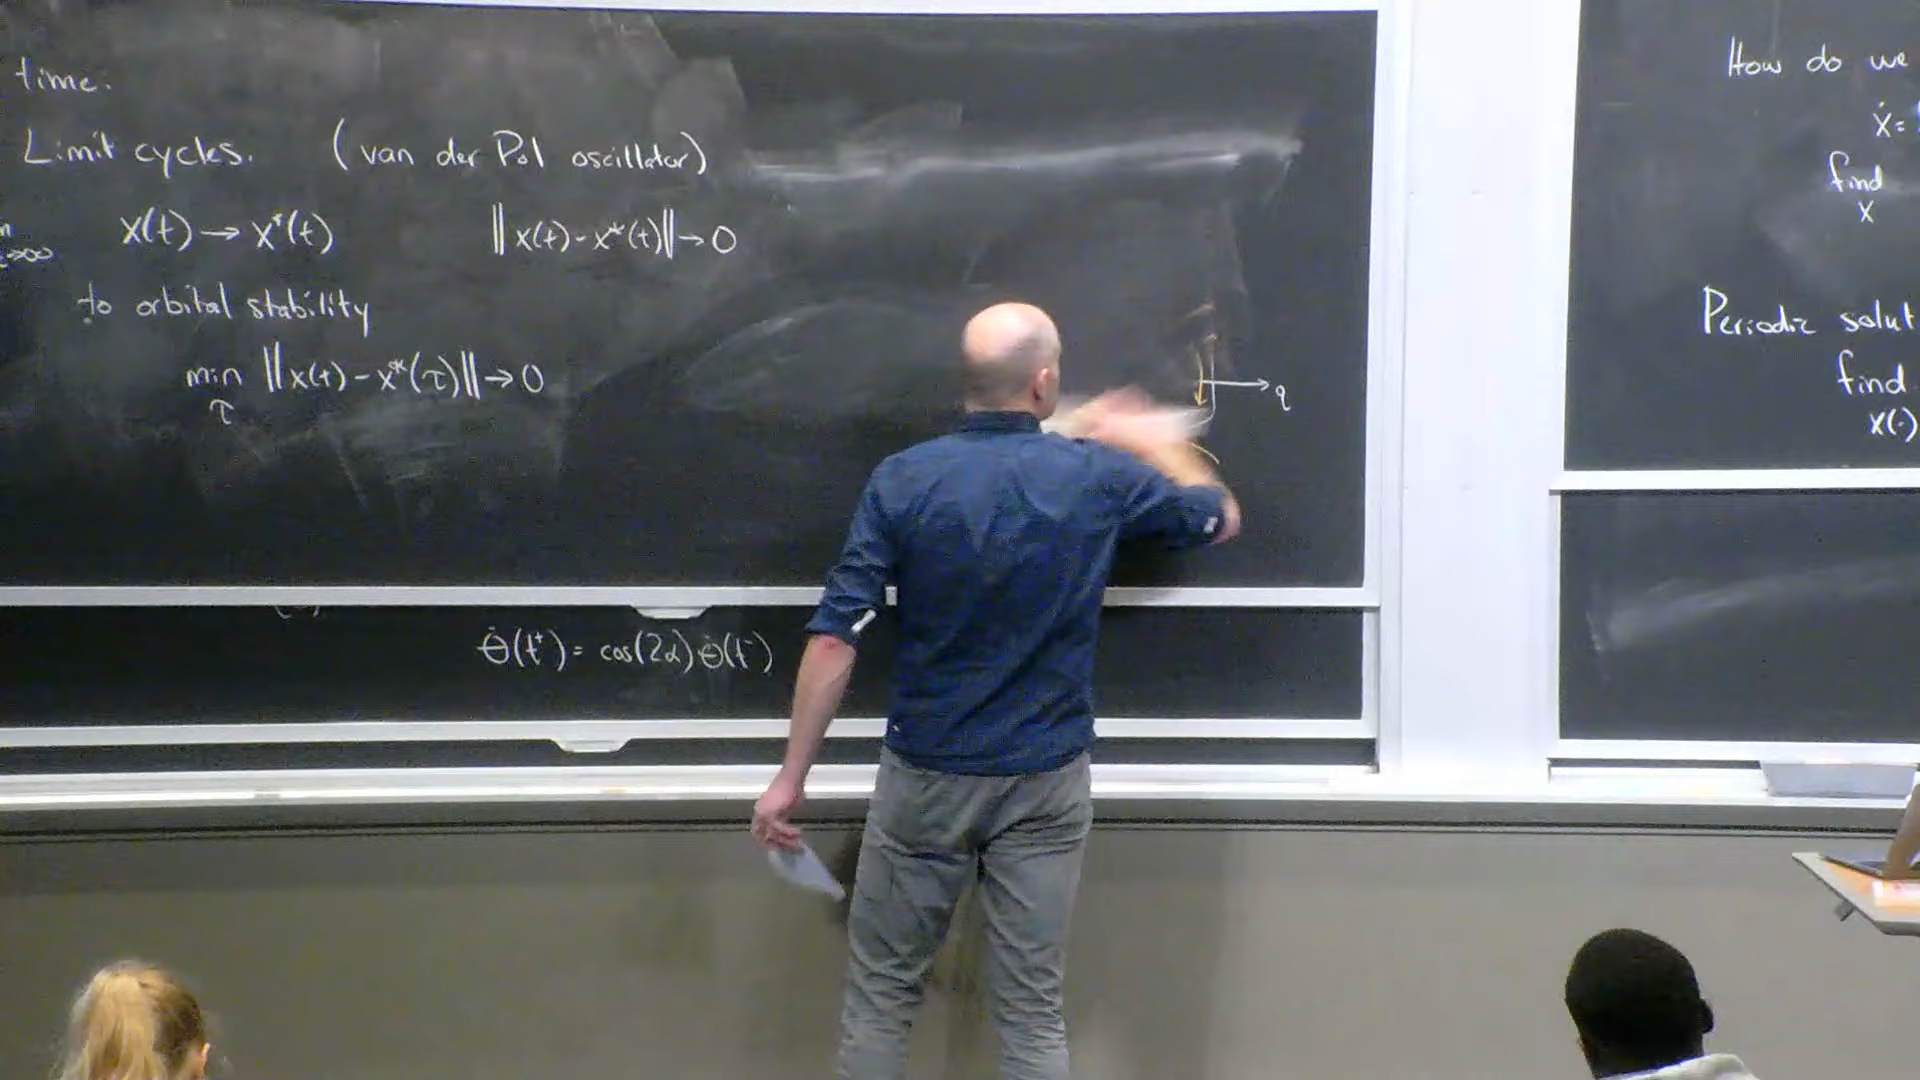 time.
Limit cycles. (van der Pol oscillator)
x(t) → x*(t) ||x(t) - x*(t)|| → 0
→∞
to orbital stability
min ||x(t) - x*(τ)|| → 0
τ
q
θ̇(t⁺) = cos(2α) θ̇(t⁻)
How do we
ẋ =
find
x
Periodic solut
find
x(·)